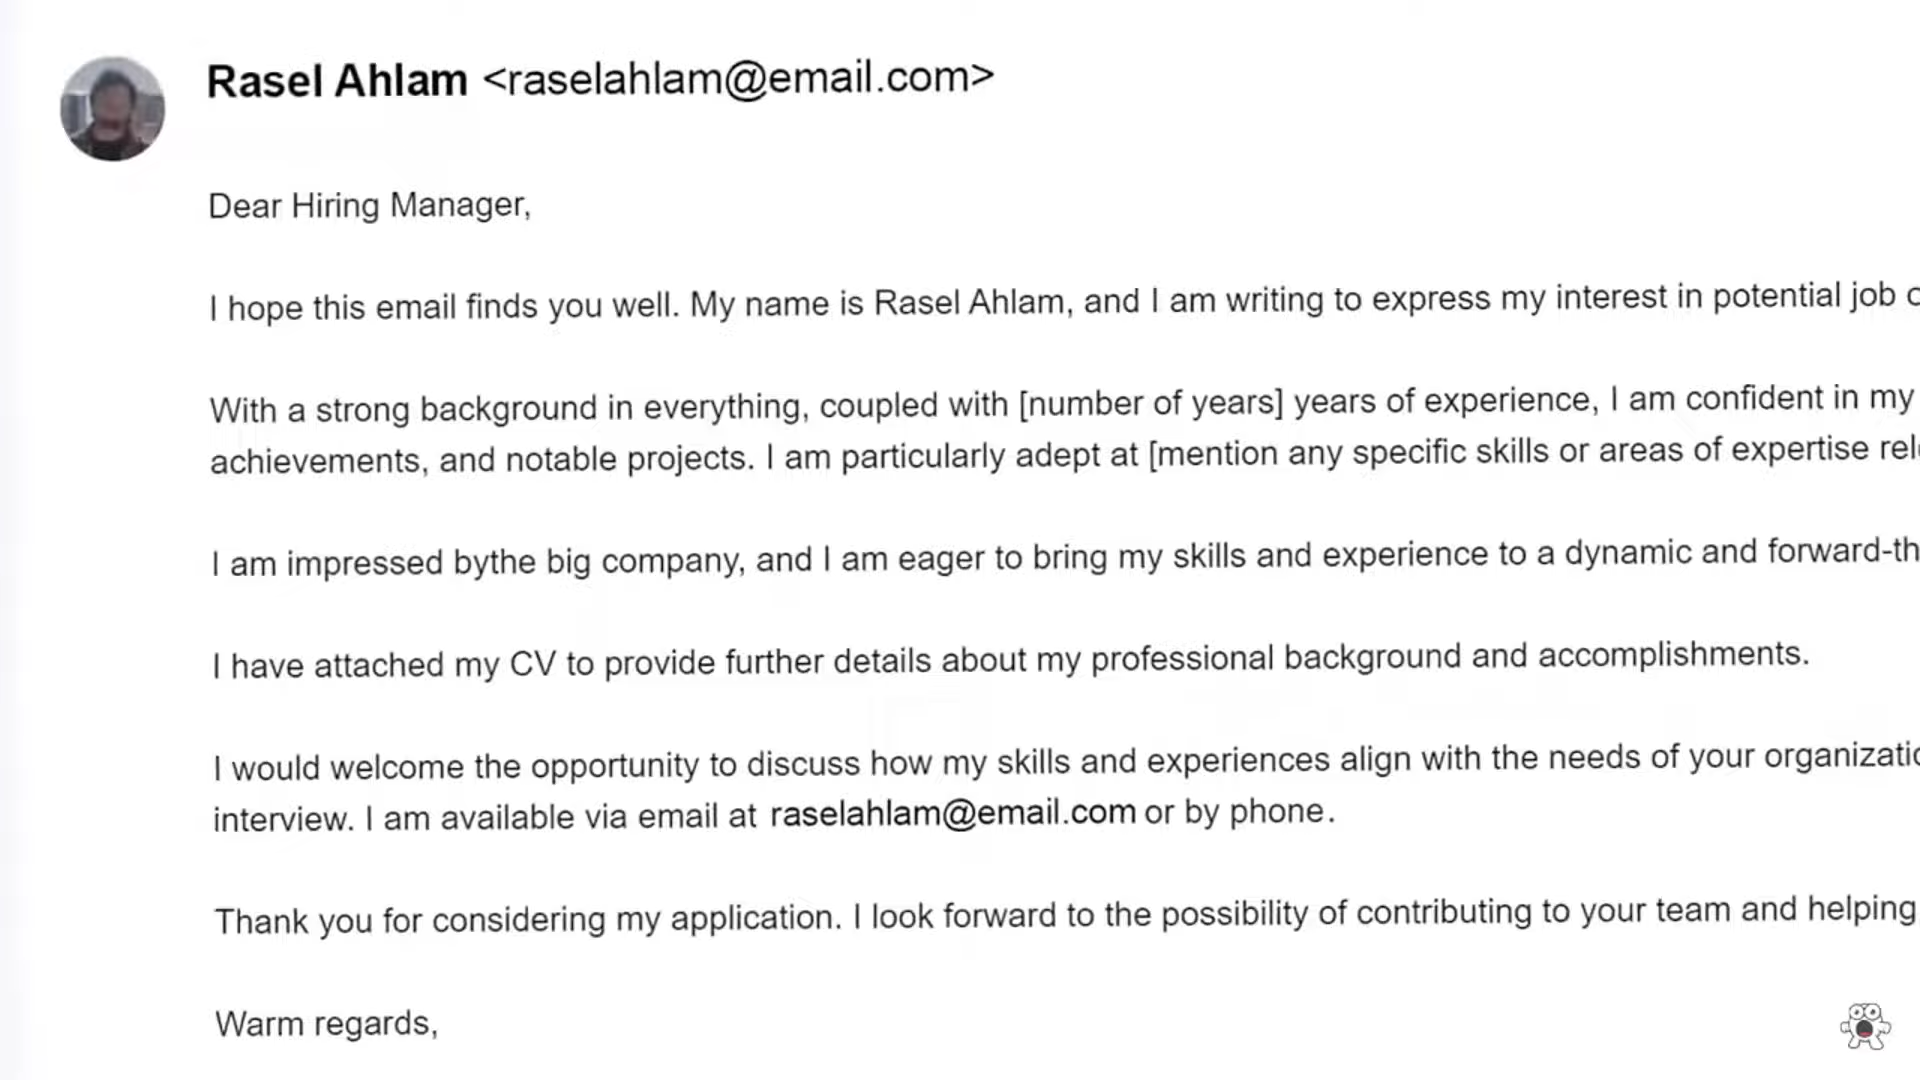 Rasel Ahlam <raselahlam@email.com>
Dear Hiring Manager,
I hope this email finds you well. My name is Rasel Ahlam, and I am writing to express my interest in potential job
With a strong background in everything, coupled with [number of years] years of experience, I am confident in my
achievements, and notable projects. I am particularly adept at [mention any specific skills or areas of expertise
I am impressed bythe big company, and I am eager to bring my skills and experience to a dynamic and
I have attached my CV to provide further details about my professional background and accomplishments.
I would welcome the opportunity to discuss how my skills and experiences align with the needs of your
interview. I am available via email at raselahlam@email.com or by phone.
Thank you for considering my application. I look forward to the possibility of contributing to your team and helping
Warm regards,